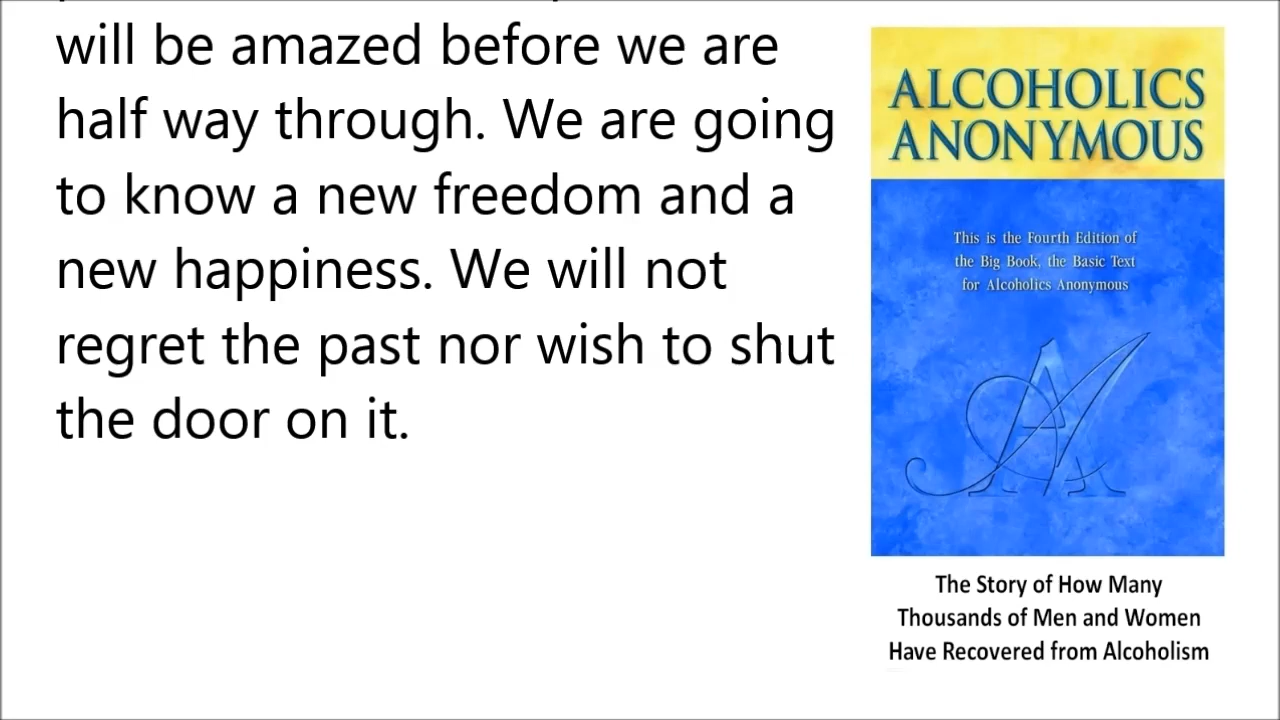 will be amazed before we are
half way through. We are going
to know a new freedom and a
new happiness. We will not
regret the past nor wish to shut
the door on it.
ALCOHOLICS
ANONYMOUS
This is the Fourth Edition of
the Big Book, the Basic Text
for Alcoholics Anonymous
AA
The Story of How Many
Thousands of Men and Women
Have Recovered from Alcoholism